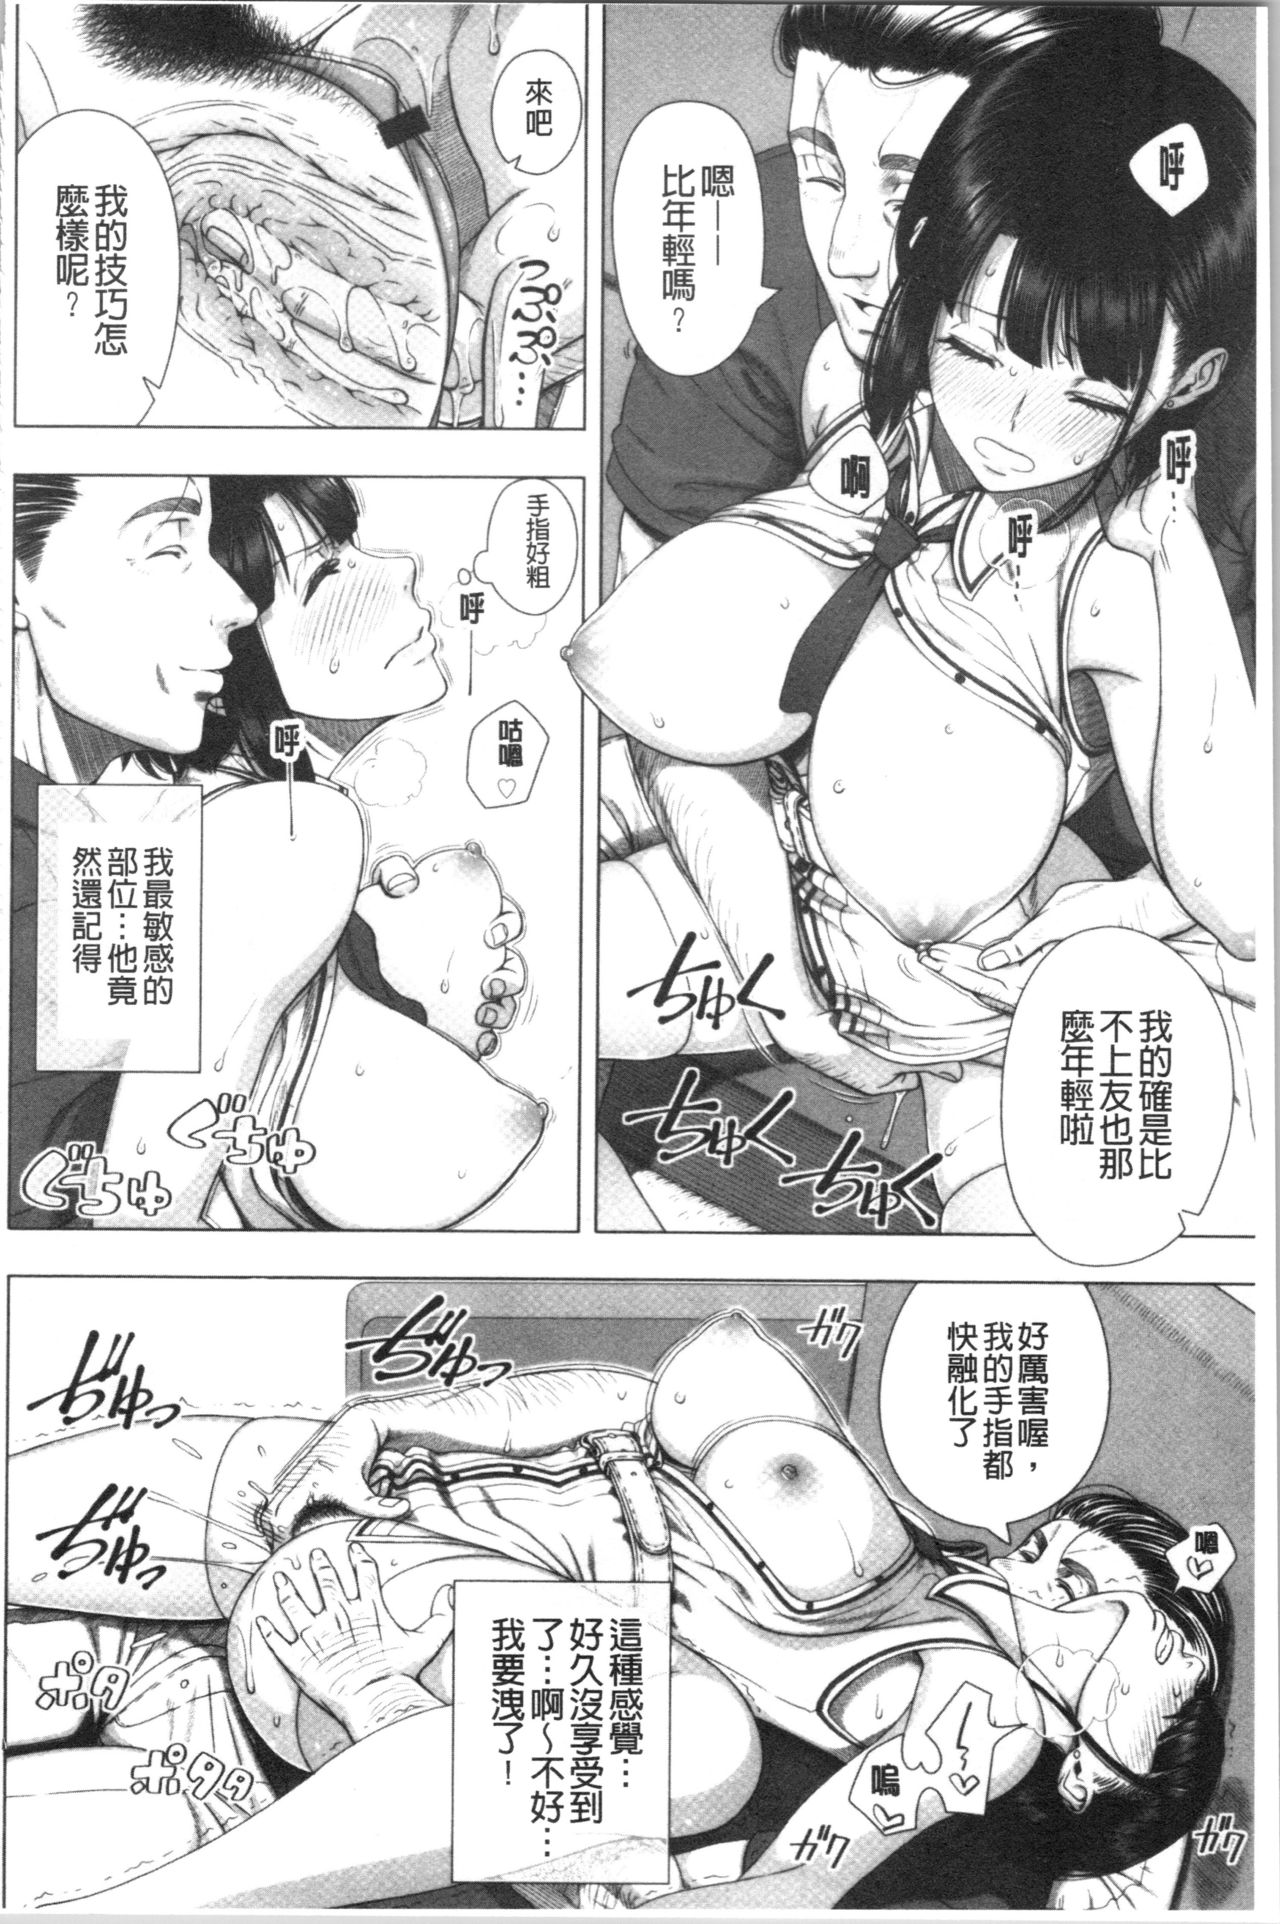 呼
嗯——
比年輕嗎？
啊
呼…
呼…
ちゅく
ちゅく
ちゅく
我的確是比
不上友也那
麼年輕啦
來吧
つぷぷぷ…
我的技巧怎
麼樣呢？
手指好粗
呼
呼
咕嗯♡
我最敏感的
部位…他竟
然還記得
ぐちゅ
ぐちゅ
好厲害喔，
我的手指都
快融化了
ガク
嗯♡
ぢゅっ
ぢゅっ
ぢゅっ
這種感覺…
好久沒享受到
了…啊～不好…
我要洩了！
嗚♡
ガク
ガク
ポタ
ポタタ